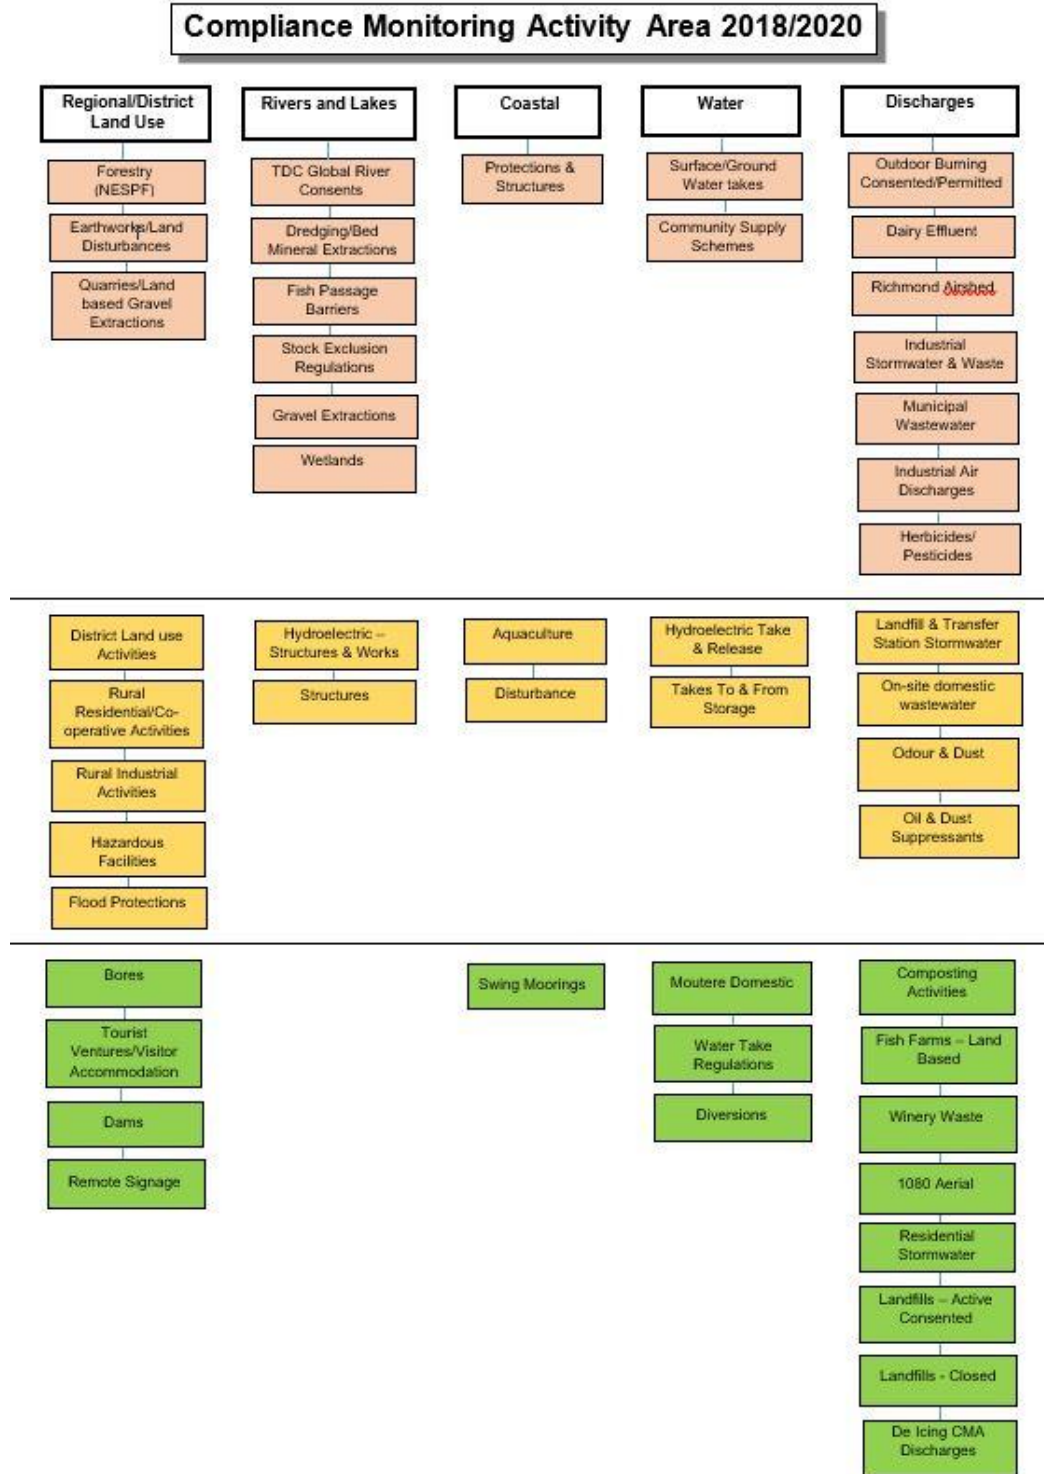 Compliance Monitoring Activity Area 2018/2020
Regional/District
Land Use
Rivers and Lakes
Coastal
Water
Discharges
Forestry
(NESPF)
Earthworks/Land
Disturbances
Quarries/Land
based Gravel
Extractions
TDC Global River
Consents
Dredging/Bed
Mineral Extractions
Fish Passage
Barriers
Stock Exclusion
Regulations
Gravel Extractions
Wetlands
Protections &
Structures
Surface/Ground
Water takes
Community Supply
Schemes
Outdoor Burning
Consented/Permitted
Dairy Effluent
Richmond Airshed
Industrial
Stormwater & Waste
Municipal
Wastewater
Industrial Air
Discharges
Herbicides/
Pesticides
District Land use
Activities
Rural
Residential/Co-
operative Activities
Rural Industrial
Activities
Hazardous
Facilities
Flood Protections
Hydroelectric –
Structures & Works
Structures
Aquaculture
Disturbance
Hydroelectric Take
& Release
Takes To & From
Storage
Landfill & Transfer
Station Stormwater
On-site domestic
wastewater
Odour & Dust
Oil & Dust
Suppressants
Bores
Tourist
Ventures/Visitor
Accommodation
Dams
Remote Signage
Swing Moorings
Moutere Domestic
Water Take
Regulations
Diversions
Composting
Activities
Fish Farms – Land
Based
Winery Waste
1080 Aerial
Residential
Stormwater
Landfills – Active
Consented
Landfills - Closed
De Icing CMA
Discharges